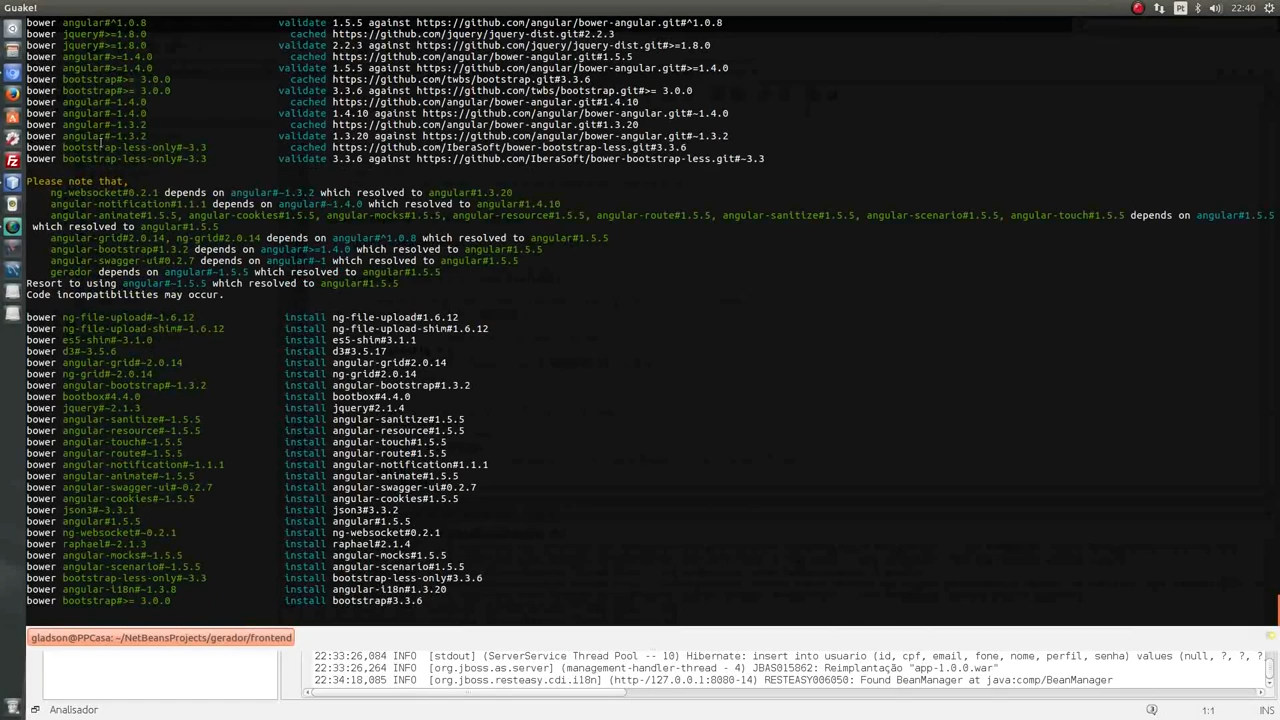 Guake!
Pt
22:40
bower angular#^1.0.8 validate 1.5.5 against https://github.com/angular/bower-angular.git#^1.0.8
bower jquery#>=1.8.0 cached https://github.com/jquery/jquery-dist.git#2.2.3
bower jquery#>=1.8.0 validate 2.2.3 against https://github.com/jquery/jquery-dist.git#>=1.8.0
bower angular#>=1.4.0 cached https://github.com/angular/bower-angular.git#1.5.5
bower angular#>=1.4.0 validate 1.5.5 against https://github.com/angular/bower-angular.git#>=1.4.0
bower bootstrap#>= 3.0.0 cached https://github.com/twbs/bootstrap.git#3.3.6
bower bootstrap#>= 3.0.0 validate 3.3.6 against https://github.com/twbs/bootstrap.git#>= 3.0.0
bower angular#~1.4.0 cached https://github.com/angular/bower-angular.git#1.4.10
bower angular#~1.4.0 validate 1.4.10 against https://github.com/angular/bower-angular.git#~1.4.0
bower angular#~1.3.2 cached https://github.com/angular/bower-angular.git#1.3.20
bower angular#~1.3.2 validate 1.3.20 against https://github.com/angular/bower-angular.git#~1.3.2
bower bootstrap-less-only#~3.3 cached https://github.com/IberaSoft/bower-bootstrap-less.git#3.3.6
bower bootstrap-less-only#~3.3 validate 3.3.6 against https://github.com/IberaSoft/bower-bootstrap-less.git#~3.3
Please note that,
ng-websocket#0.2.1 depends on angular#~1.3.2 which resolved to angular#1.3.20
angular-notification#1.1.1 depends on angular#~1.4.0 which resolved to angular#1.4.10
angular-animate#1.5.5, angular-cookies#1.5.5, angular-mocks#1.5.5, angular-resource#1.5.5, angular-route#1.5.5, angular-sanitize#1.5.5, angular-scenario#1.5.5, angular-touch#1.5.5 depends on angular#1.5.5
which resolved to angular#1.5.5
angular-grid#2.0.14, ng-grid#2.0.14 depends on angular#^1.0.8 which resolved to angular#1.5.5
angular-bootstrap#1.3.2 depends on angular#>=1.4.0 which resolved to angular#1.5.5
angular-swagger-ui#0.2.7 depends on angular#~1 which resolved to angular#1.5.5
gerador depends on angular#~1.5.5 which resolved to angular#1.5.5
Resort to using angular#~1.5.5 which resolved to angular#1.5.5
Code incompatibilities may occur.
bower ng-file-upload#~1.6.12 install ng-file-upload#1.6.12
bower ng-file-upload-shim#~1.6.12 install ng-file-upload-shim#1.6.12
bower es5-shim#~3.1.0 install es5-shim#3.1.1
bower d3#~3.5.6 install d3#3.5.17
bower angular-grid#~2.0.14 install angular-grid#2.0.14
bower ng-grid#~2.0.14 install ng-grid#2.0.14
bower angular-bootstrap#~1.3.2 install angular-bootstrap#1.3.2
bower bootbox#~4.4.0 install bootbox#4.4.0
bower jquery#~2.1.3 install jquery#2.1.4
bower angular-sanitize#~1.5.5 install angular-sanitize#1.5.5
bower angular-resource#~1.5.5 install angular-resource#1.5.5
bower angular-touch#~1.5.5 install angular-touch#1.5.5
bower angular-route#~1.5.5 install angular-route#1.5.5
bower angular-notification#~1.1.1 install angular-notification#1.1.1
bower angular-animate#~1.5.5 install angular-animate#1.5.5
bower angular-swagger-ui#~0.2.7 install angular-swagger-ui#0.2.7
bower angular-cookies#~1.5.5 install angular-cookies#1.5.5
bower json3#~3.3.1 install json3#3.3.2
bower angular#1.5.5 install angular#1.5.5
bower ng-websocket#~0.2.1 install ng-websocket#0.2.1
bower raphael#~2.1.3 install raphael#2.1.4
bower angular-mocks#~1.5.5 install angular-mocks#1.5.5
bower angular-scenario#~1.5.5 install angular-scenario#1.5.5
bower bootstrap-less-only#~3.3 install bootstrap-less-only#3.3.6
bower angular-i18n#~1.3.8 install angular-i18n#1.3.20
bower bootstrap#>= 3.0.0 install bootstrap#3.3.6
gladson@PPCasa: ~/NetBeansProjects/gerador/frontend
22:33:26,084 INFO [stdout] (ServerService Thread Pool -- 10) Hibernate: insert into usuario (id, cpf, email, fone, nome, perfil, senha) values (null, ?, ?, ?
22:33:26,264 INFO [org.jboss.as.server] (management-handler-thread - 4) JBAS015862: Reimplantação "app-1.0.0.war"
22:34:18,085 INFO [org.jboss.resteasy.cdi.i18n] (http-/127.0.0.1:8080-14) RESTEASY006050: Found BeanManager at java:comp/BeanManager
Analisador
1:1
INS